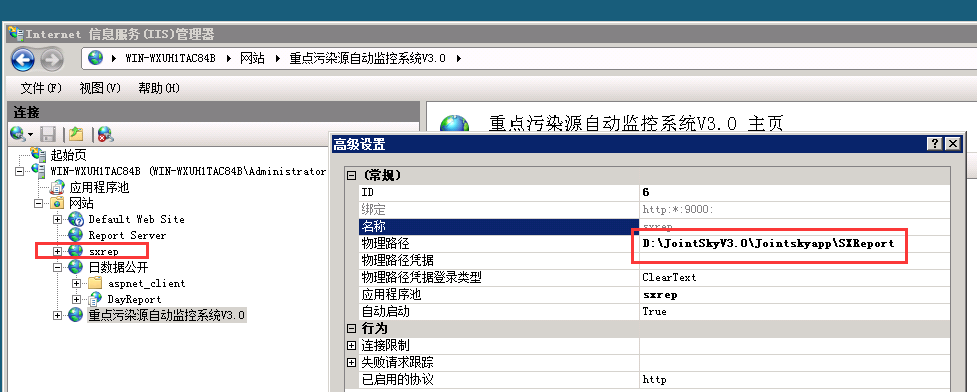 Internet 信息服务(IIS)管理器
WIN-WXUH1TAC84B
网站
重点污染源自动监控系统V3.0
文件(F)
视图(V)
帮助(H)
连接
重点污染源自动监控系统V3.0 主页
起始页
WIN-WXUH1TAC84B (WIN-WXUH1TAC84B\Administrator
应用程序池
网站
Default Web Site
Report Server
sxrep
日数据公开
aspnet_client
DayReport
重点污染源自动监控系统V3.0
高级设置
(常规)
ID 6
绑定 http:*:9000:
名称 sxrep
物理路径 D:\JointSkyV3.0\Jointskyapp\SXReport
物理路径凭据
物理路径凭据登录类型 ClearText
应用程序池 sxrep
自动启动 True
行为
连接限制
失败请求跟踪
已启用的协议 http